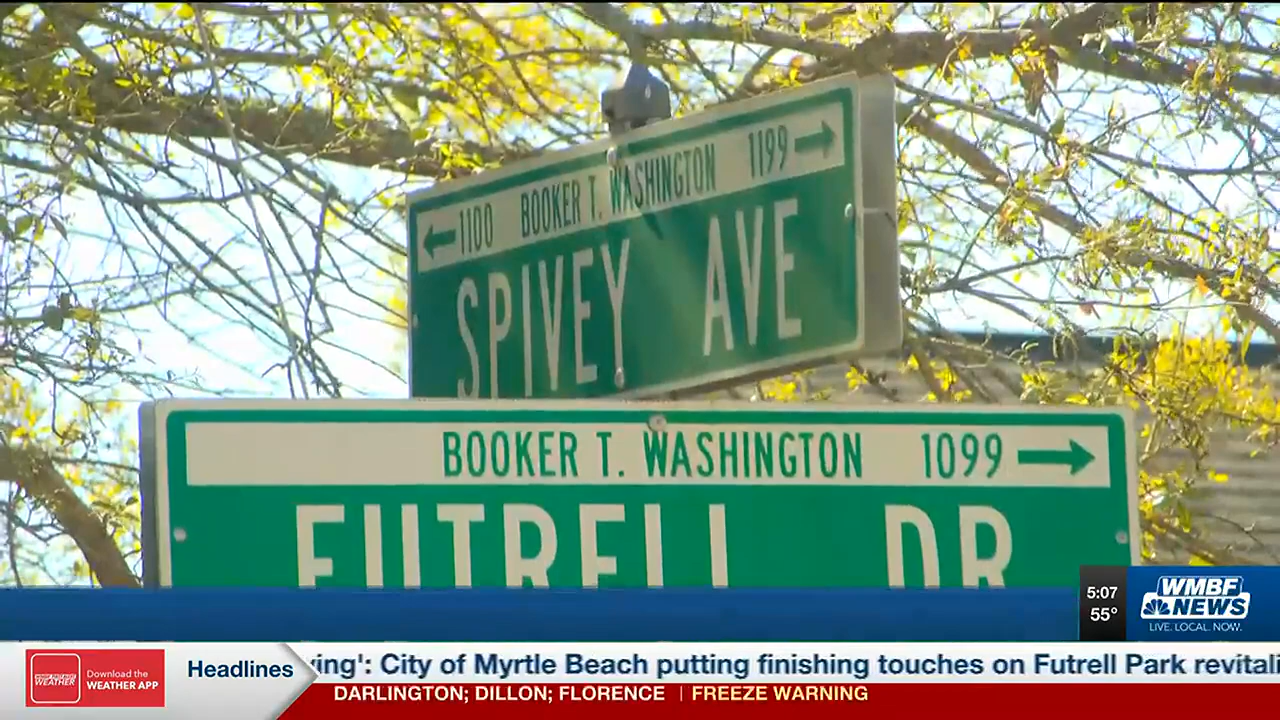 1100 BOOKER T. WASHINGTON 1199
SPIVEY AVE
BOOKER T. WASHINGTON 1099
FUTRELL DR
5:07
55°
WMBF
NEWS
LIVE. LOCAL. NOW.
Download the
WEATHER APP
Headlines
ying': City of Myrtle Beach putting finishing touches on Futrell Park revitali
DARLINGTON; DILLON; FLORENCE | FREEZE WARNING